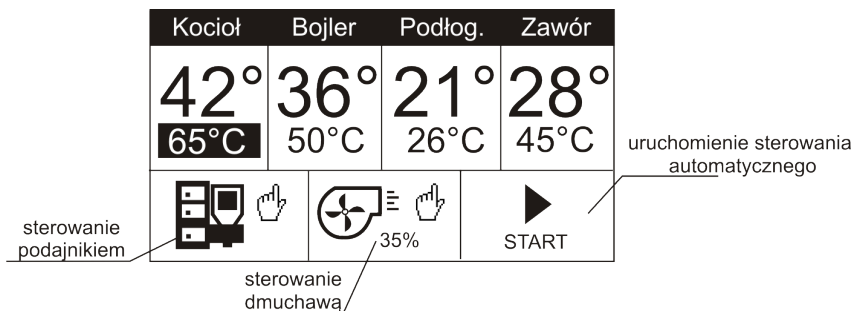 Kocioł Bojler Podłog. Zawór
42° 36° 21° 28°
65°C 50°C 26°C 45°C
uruchomienie sterowania
automatycznego
35% START
sterowanie
podajnikiem
sterowanie
dmuchawą